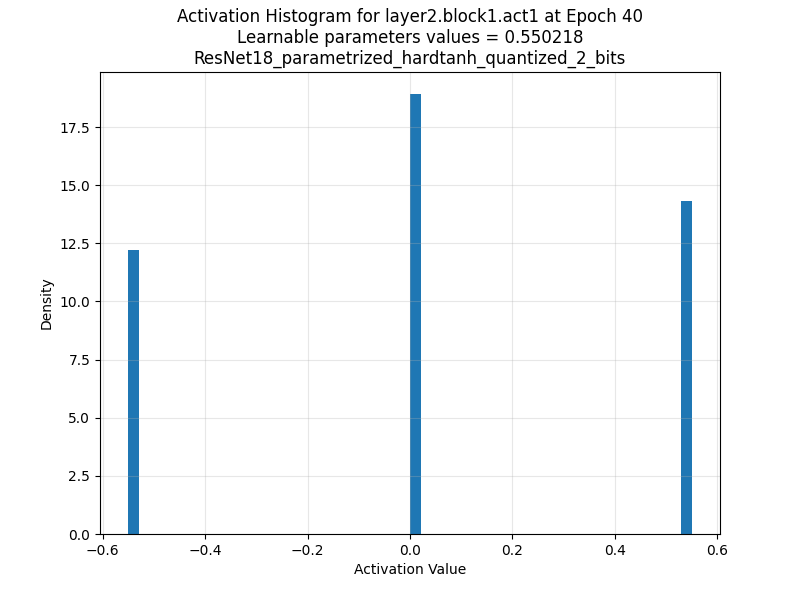 Activation Histogram for layer2.block1.act1 at Epoch 40
Learnable parameters values = 0.550218
ResNet18_parametrized_hardtanh_quantized_2_bits
17.5
15.0
12.5
10.0
7.5
5.0
2.5
0.0
Density
−0.6 −0.4 −0.2 0.0 0.2 0.4 0.6
Activation Value